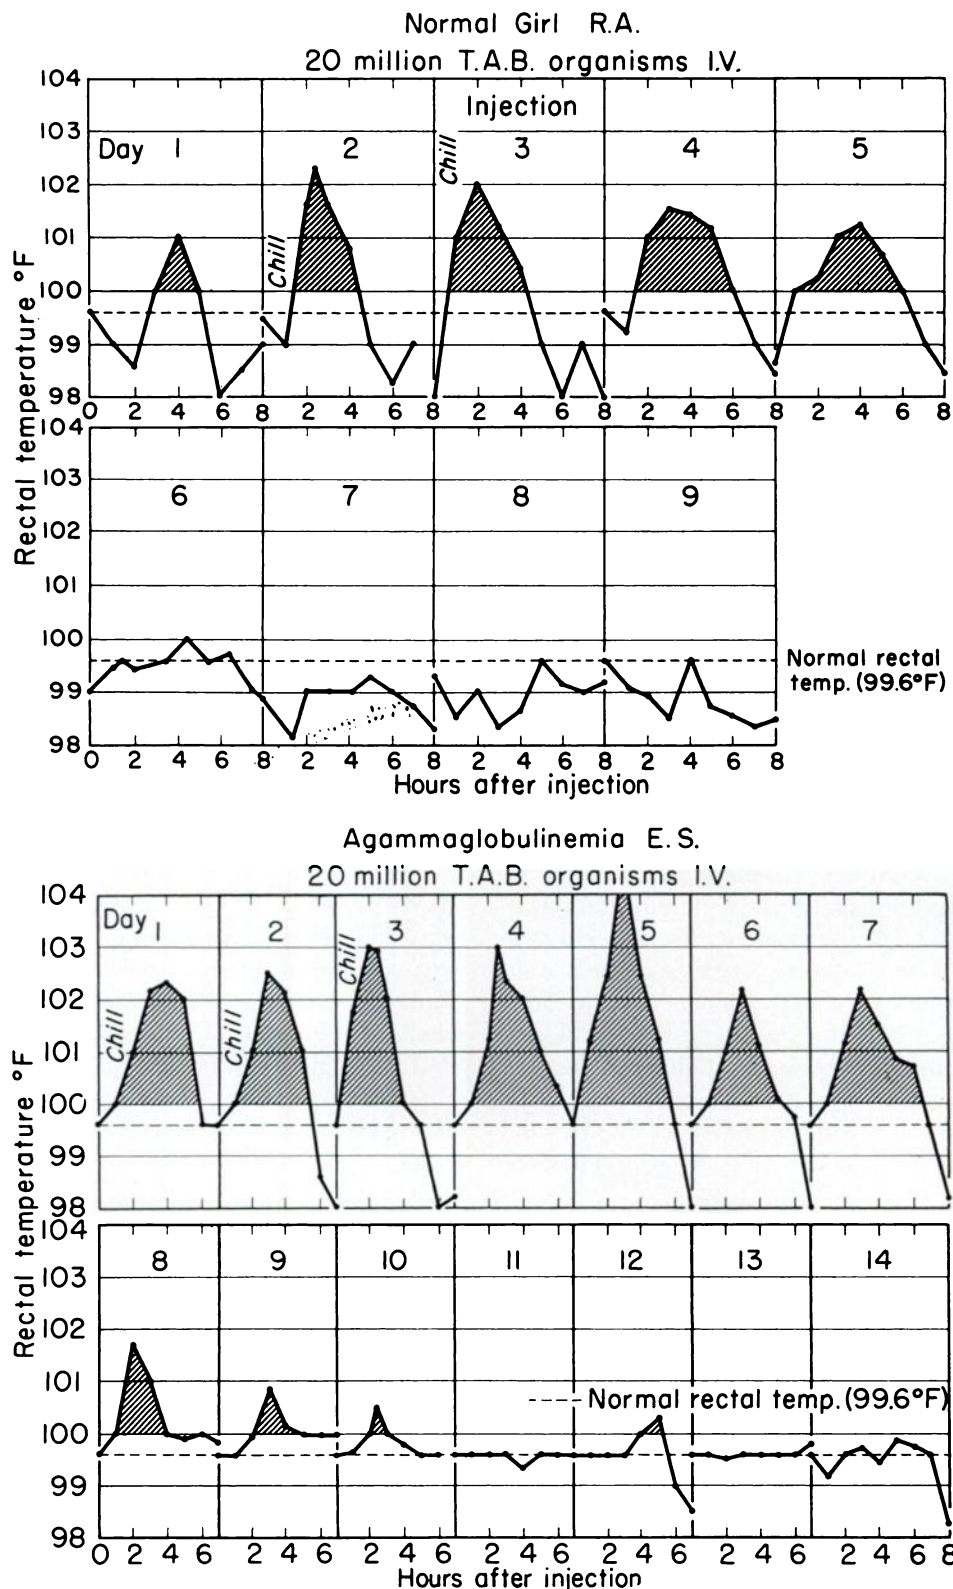 Normal Girl R.A.
20 million T.A.B. organisms I.V.
Rectal temperature °F
104
103
102
101
100
99
98
Injection
Day 1
2
3
4
5
Chill
Chill
0 2 4 6 8 2 4 6 8 2 4 6 8 2 4 6 8 2 4 6 8
104
103
102
101
100
99
98
6
7
8
9
Normal rectal
temp. (99.6°F)
0 2 4 6 8 2 4 6 8 2 4 6 8 2 4 6 8
Hours after injection
Agammaglobulinemia E.S.
20 million T.A.B. organisms I.V.
Rectal temperature °F
104
103
102
101
100
99
98
Day 1
2
3
4
5
6
7
Chill
Chill
Chill
104
103
102
101
100
99
98
8
9
10
11
12
13
14
Normal rectal temp. (99.6°F)
0 2 4 6 2 4 6 2 4 6 2 4 6 2 4 6 2 4 6 2 4 6 8
Hours after injection